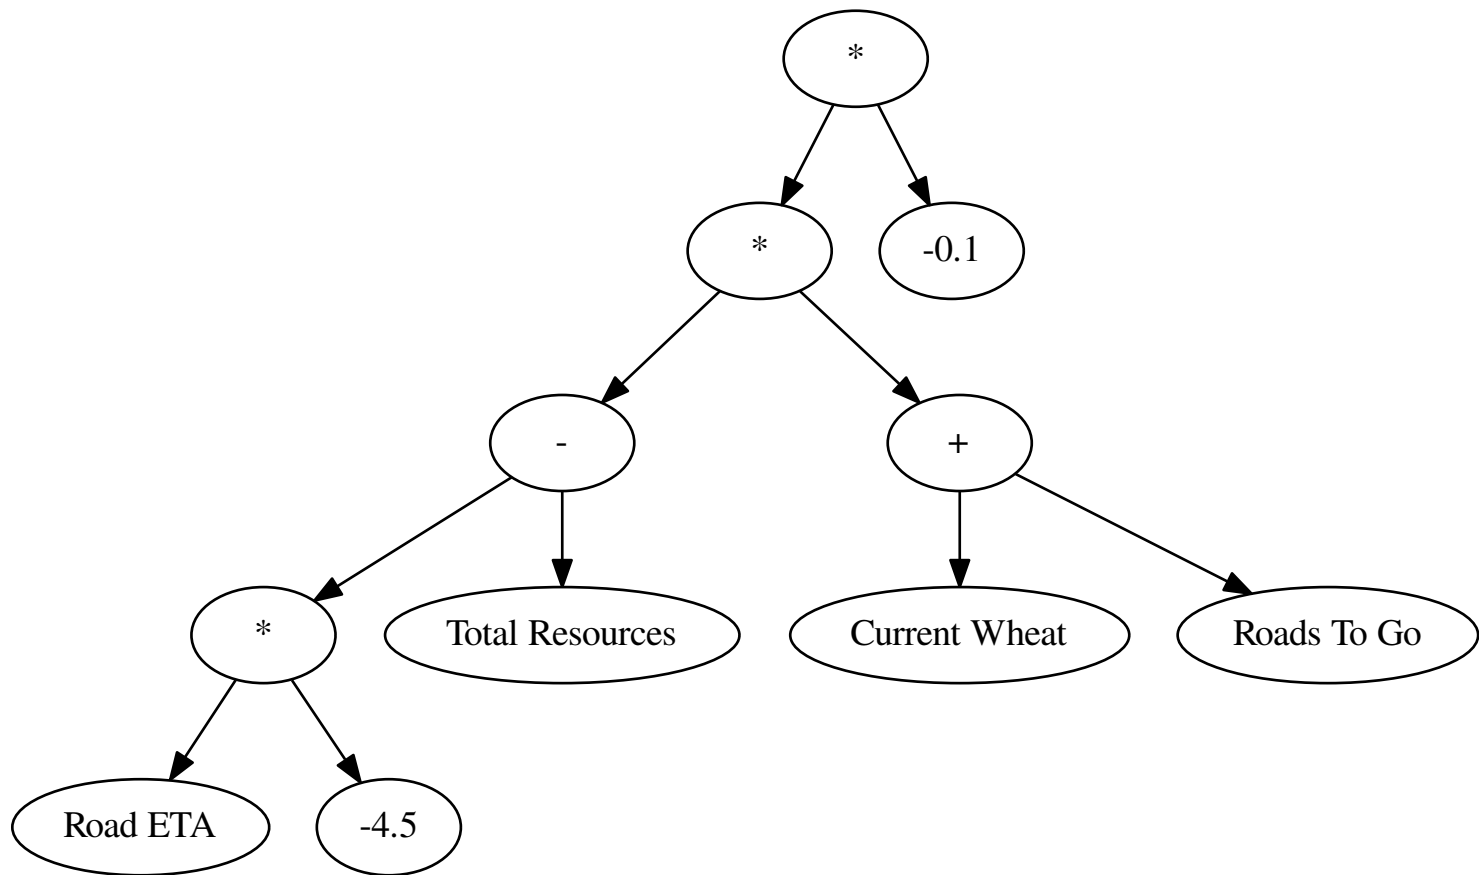 *
*
-0.1
-
+
*
Total Resources
Current Wheat
Roads To Go
Road ETA
-4.5